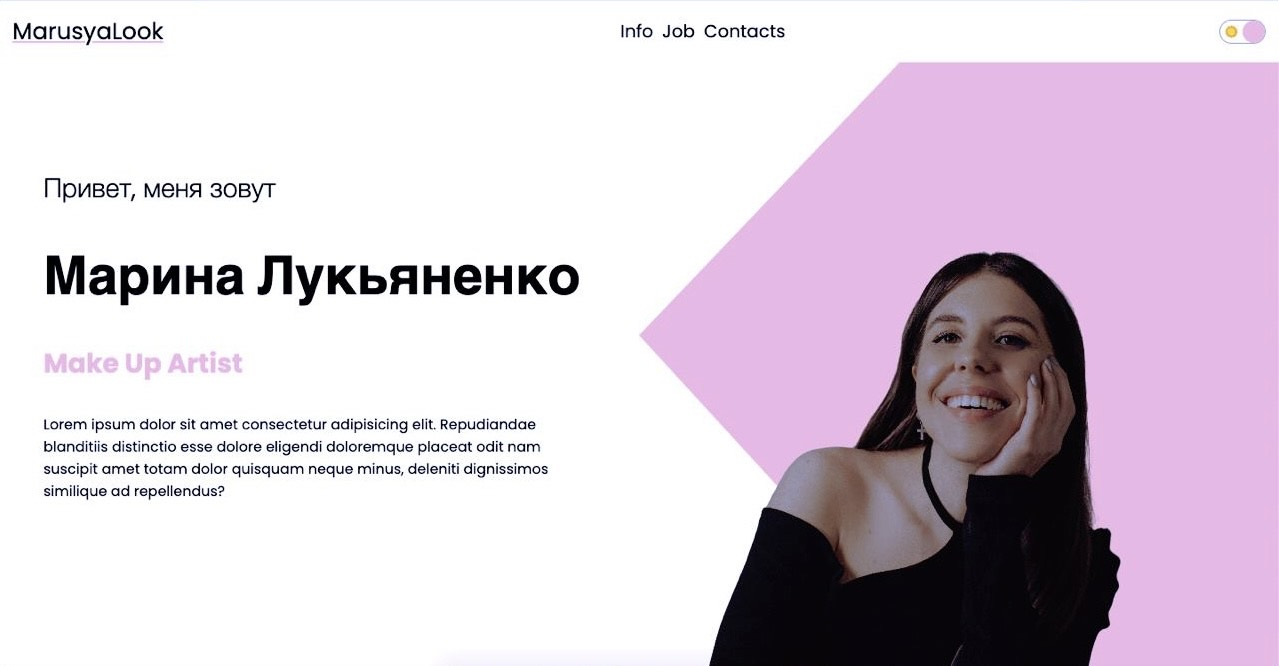 MarusyaLook
Info Job Contacts
Привет, меня зовут
Марина Лукьяненко
Make Up Artist
Lorem ipsum dolor sit amet consectetur adipisicing elit. Repudiandae
blanditiis distinctio esse dolore eligendi doloremque placeat odit nam
suscipit amet totam dolor quisquam neque minus, deleniti dignissimos
similique ad repellendus?